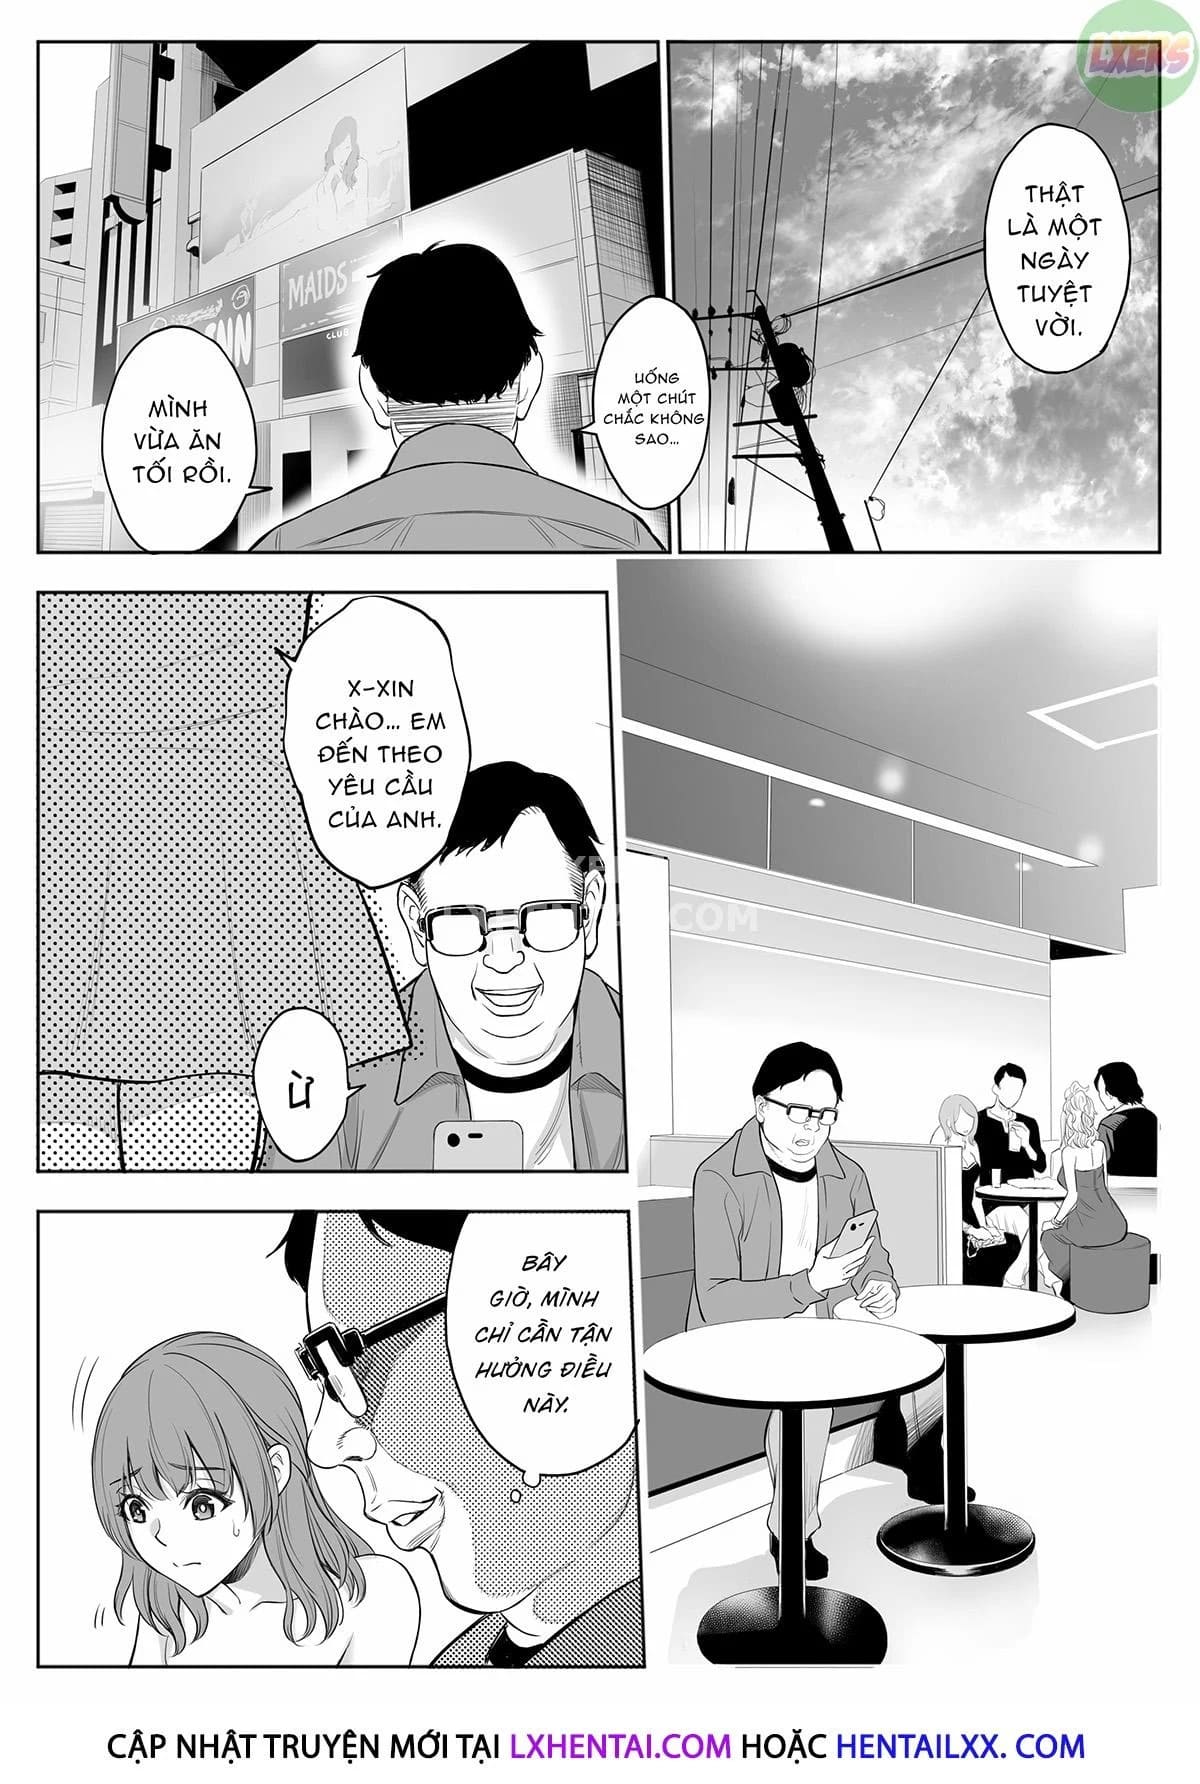 LXERS
THẬT
LÀ MỘT
NGÀY
TUYỆT
VỜI.
UỐNG
MỘT CHÚT
CHẮC KHÔNG
SAO...
MAIDS
CLUB
MÌNH
VỪA ĂN
TỐI RỒI.
X-XIN
CHÀO... EM
ĐẾN THEO
YÊU CẦU
CỦA ANH.
Ừ
BÂY
GIỜ, MÌNH
CHỈ CẦN TẬN
HƯỞNG ĐIỀU
NÀY.
CẬP NHẬT TRUYỆN MỚI TẠI LXHENTAI.COM HOẶC HENTAILXX. COM